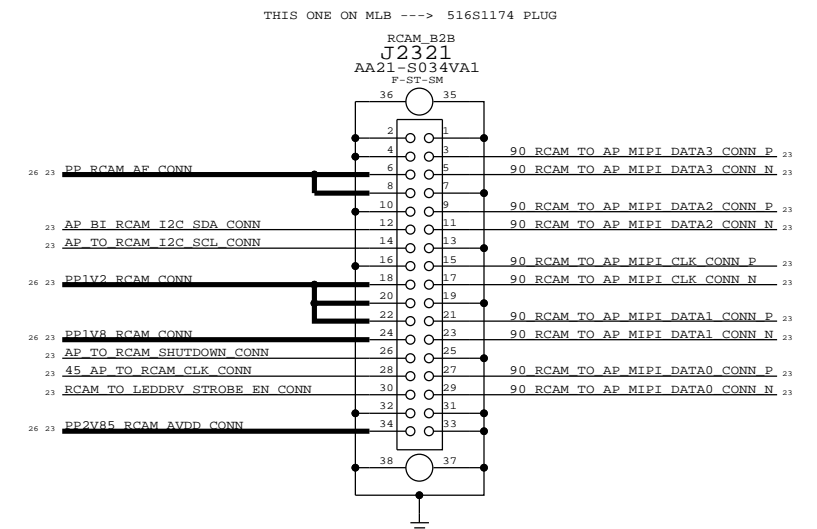 THIS ONE ON MLB ---> 516S1174 PLUG
RCAM_B2B
J2321
AA21-S034VA1
F-ST-SM
36 35
2 1
4 3 90_RCAM_TO_AP_MIPI_DATA3_CONN_P 23
26 23 PP_RCAM_AF_CONN 6 5 90_RCAM_TO_AP_MIPI_DATA3_CONN_N 23
8 7
10 9 90_RCAM_TO_AP_MIPI_DATA2_CONN_P 23
23 AP_BI_RCAM_I2C_SDA_CONN 12 11 90_RCAM_TO_AP_MIPI_DATA2_CONN_N 23
23 AP_TO_RCAM_I2C_SCL_CONN 14 13
16 15 90_RCAM_TO_AP_MIPI_CLK_CONN_P 23
26 23 PP1V2_RCAM_CONN 18 17 90_RCAM_TO_AP_MIPI_CLK_CONN_N 23
20 19
22 21 90_RCAM_TO_AP_MIPI_DATA1_CONN_P 23
26 23 PP1V8_RCAM_CONN 24 23 90_RCAM_TO_AP_MIPI_DATA1_CONN_N 23
23 AP_TO_RCAM_SHUTDOWN_CONN 26 25
23 45_AP_TO_RCAM_CLK_CONN 28 27 90_RCAM_TO_AP_MIPI_DATA0_CONN_P 23
23 RCAM_TO_LEDDRV_STROBE_EN_CONN 30 29 90_RCAM_TO_AP_MIPI_DATA0_CONN_N 23
32 31
26 23 PP2V85_RCAM_AVDD_CONN 34 33
38 37